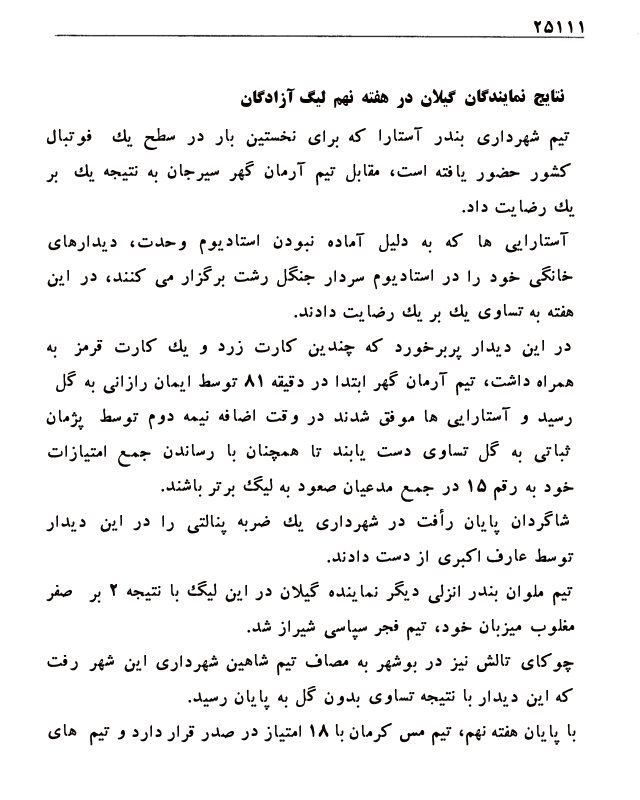 ۲۵۱۱۱
نتایج نمایندگان گیلان در هفته نهم لیگ آزادگان
تیم شهرداری بندر آستارا که برای نخستین بار در سطح یك فوتبال
کشور حضور یافته است، مقابل تیم آرمان گهر سیرجان به نتیجه یك بر
یك رضایت داد.
آستارایی ها که به دلیل آماده نبودن استادیوم وحدت، دیدارهای
خانگی خود را در استادیوم سردار جنگل رشت برگزار می کنند، در این
هفته به تساوی یك بر یك رضایت دادند.
در این دیدار پربرخورد که چندین کارت زرد و یك کارت قرمز به
همراه داشت، تیم آرمان گهر ابتدا در دقیقه ۸۱ توسط ایمان رازانی به گل
رسید و آستارایی ها موفق شدند در وقت اضافه نیمه دوم توسط پژمان
ثباتی به گل تساوی دست یابند تا همچنان با رساندن جمع امتیازات
خود به رقم ۱۵ در جمع مدعیان صعود به لیگ برتر باشند.
شاگردان پایان رأفت در شهرداری یك ضربه پنالتی را در این دیدار
توسط عارف اکبری از دست دادند.
تیم ملوان بندر انزلی دیگر نماینده گیلان در این لیگ با نتیجه ۲ بر صفر
مغلوب میزبان خود، تیم فجر سپاسی شیراز شد.
چوکای تالش نیز در بوشهر به مصاف تیم شاهین شهرداری این شهر رفت
که این دیدار با نتیجه تساوی بدون گل به پایان رسید.
با پایان هفته نهم، تیم مس کرمان با ۱۸ امتیاز در صدر قرار دارد و تیم های